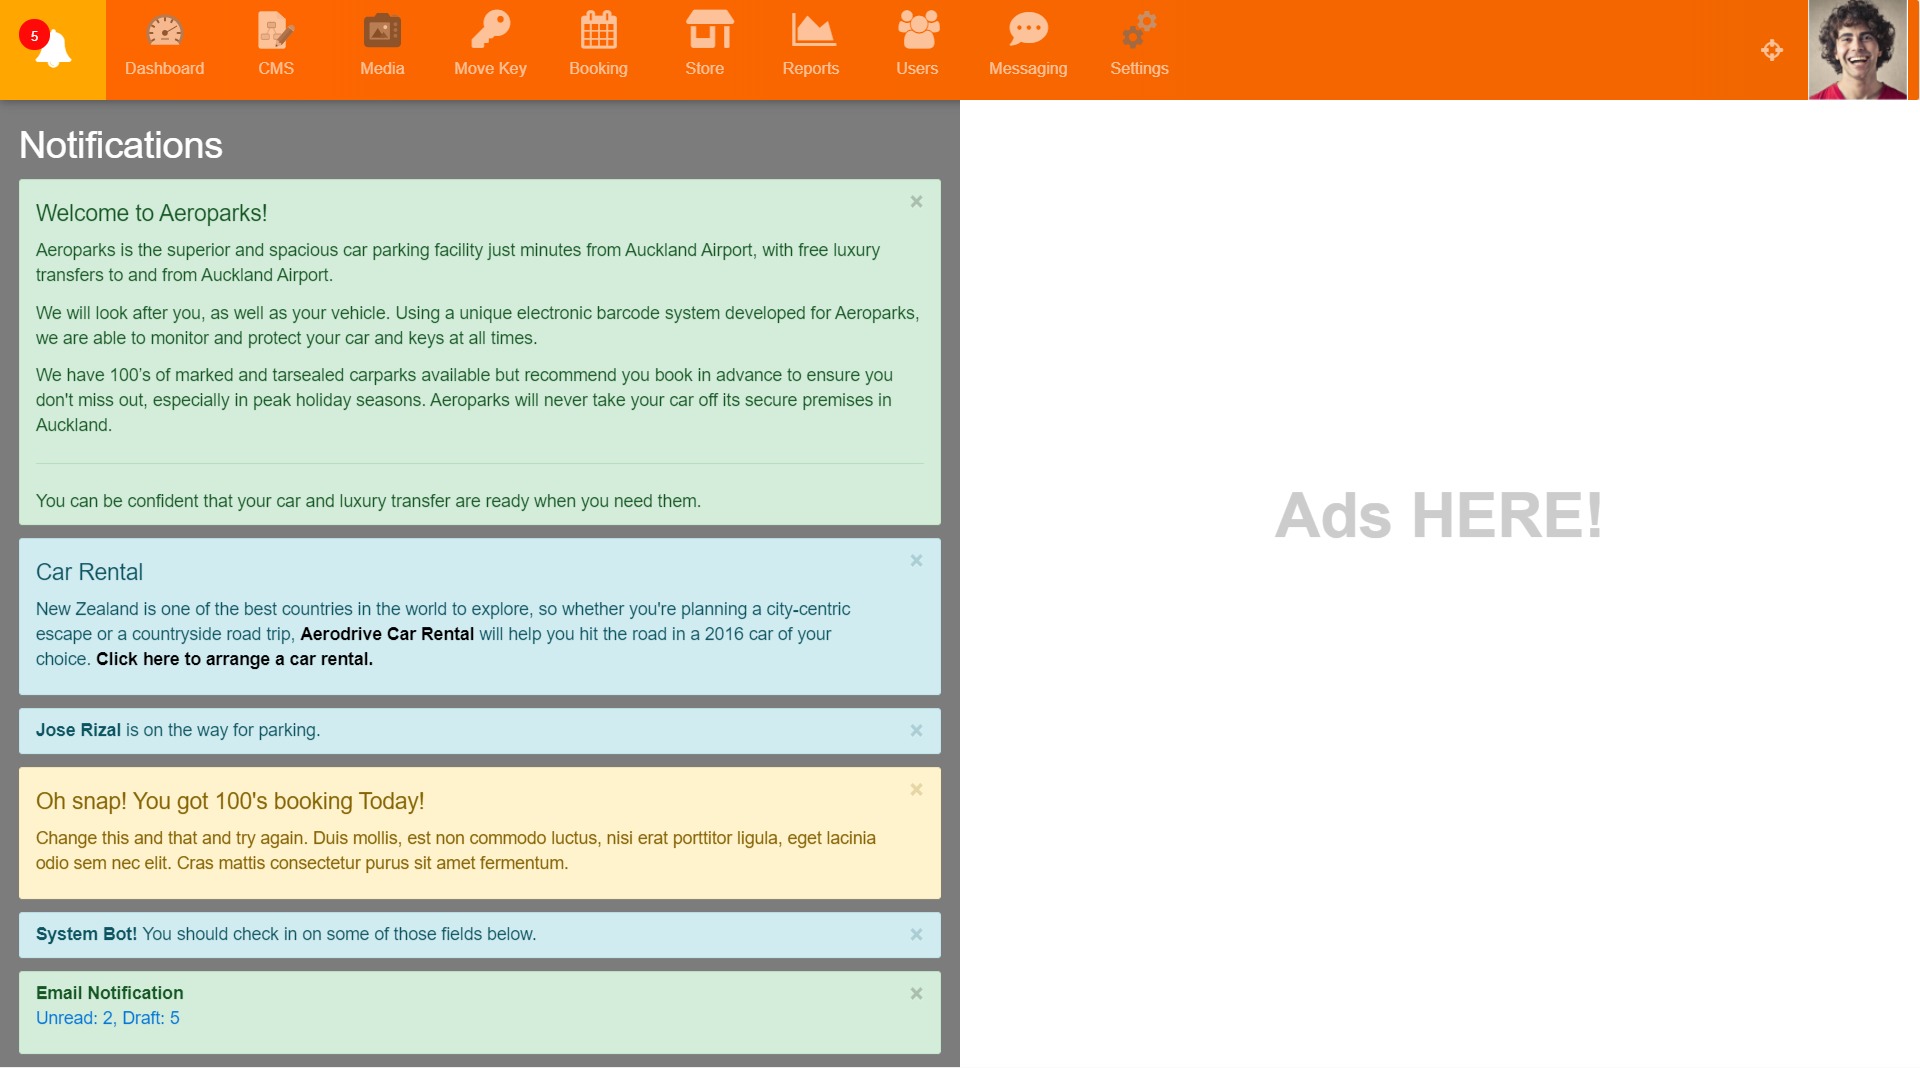 5
Dashboard
CMS
Media
Move Key
Booking
Store
Reports
Users
Messaging
Settings
Notifications
×
Welcome to Aeroparks!
Aeroparks is the superior and spacious car parking facility just minutes from Auckland Airport, with free luxury
transfers to and from Auckland Airport.
We will look after you, as well as your vehicle. Using a unique electronic barcode system developed for Aeroparks,
we are able to monitor and protect your car and keys at all times.
We have 100's of marked and tarsealed carparks available but recommend you book in advance to ensure you
don't miss out, especially in peak holiday seasons. Aeroparks will never take your car off its secure premises in
Auckland.
You can be confident that your car and luxury transfer are ready when you need them.
×
Car Rental
New Zealand is one of the best countries in the world to explore, so whether you're planning a city-centric
escape or a countryside road trip, Aerodrive Car Rental will help you hit the road in a 2016 car of your
choice. Click here to arrange a car rental.
Jose Rizal is on the way for parking. ×
×
Oh snap! You got 100's booking Today!
Change this and that and try again. Duis mollis, est non commodo luctus, nisi erat porttitor ligula, eget lacinia
odio sem nec elit. Cras mattis consectetur purus sit amet fermentum.
System Bot! You should check in on some of those fields below. ×
Email Notification ×
Unread: 2, Draft: 5
Ads HERE!